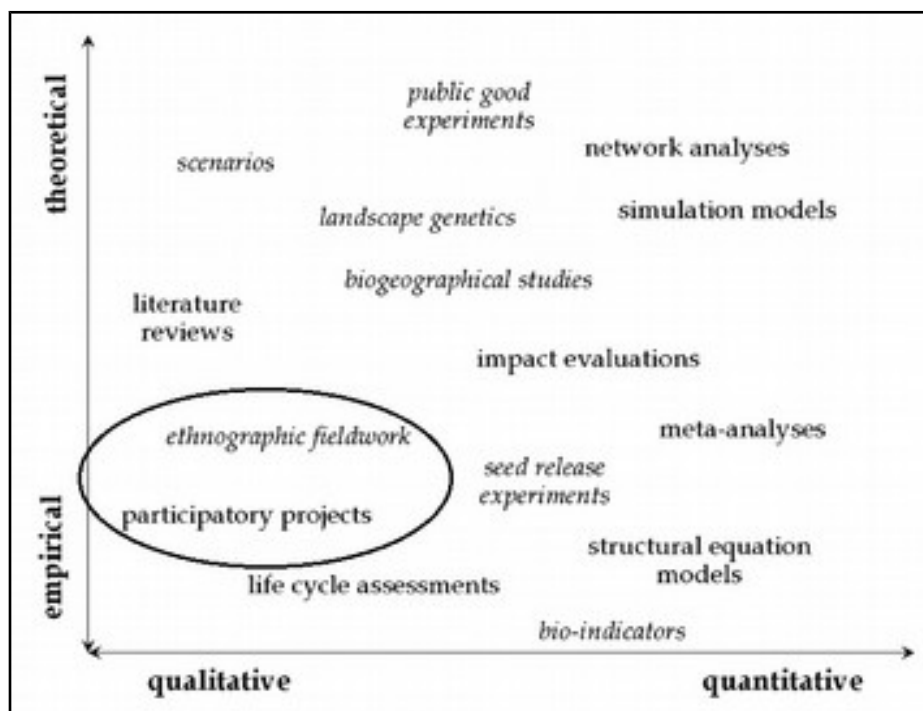 theoretical
empirical
public good
experiments
network analyses
scenarios
simulation models
landscape genetics
biogeographical studies
literature
reviews
impact evaluations
ethnographic fieldwork
meta-analyses
seed release
experiments
participatory projects
structural equation
models
life cycle assessments
bio-indicators
qualitative
quantitative